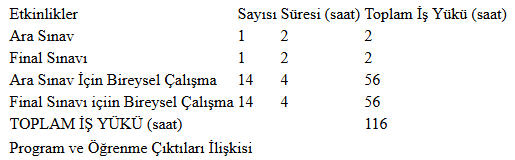 Etkinlikler Sayısı Süresi (saat) Toplam İş Yükü (saat)
Ara Sınav 1 2 2
Final Sınavı 1 2 2
Ara Sınav İçin Bireysel Çalışma 14 4 56
Final Sınavı içiin Bireysel Çalışma 14 4 56
TOPLAM İŞ YÜKÜ (saat) 116
Program ve Öğrenme Çıktıları İlişkisi